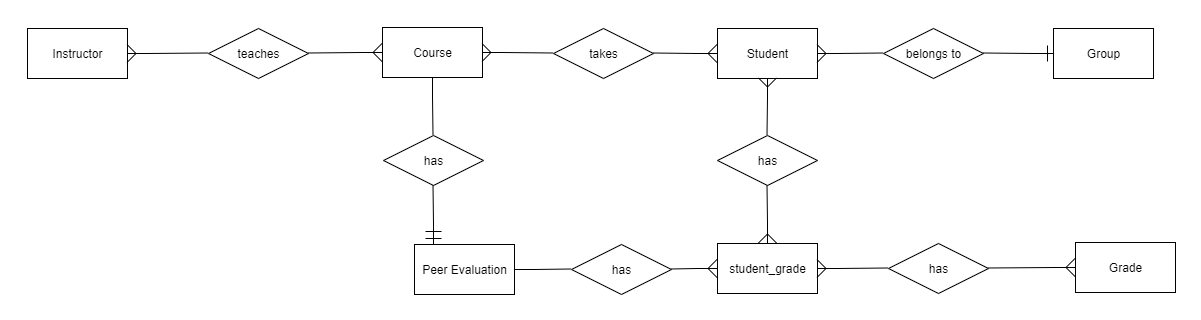 Instructor
teaches
Course
takes
Student
belongs to
Group
has
has
Peer Evaluation
has
student_grade
has
Grade